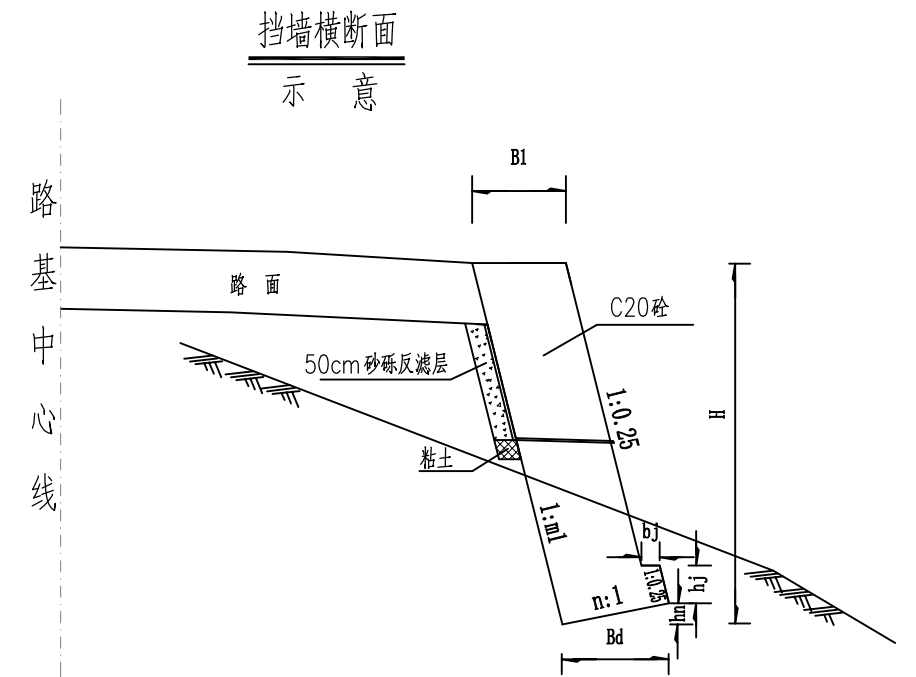 挡墙横断面
示 意
B1
路基中心线
路 面
C20砼
50cm砂砾反滤层
1:0.25
H
粘土
1:m1
bj
1:0.25
hj
n:1
hn
Bd